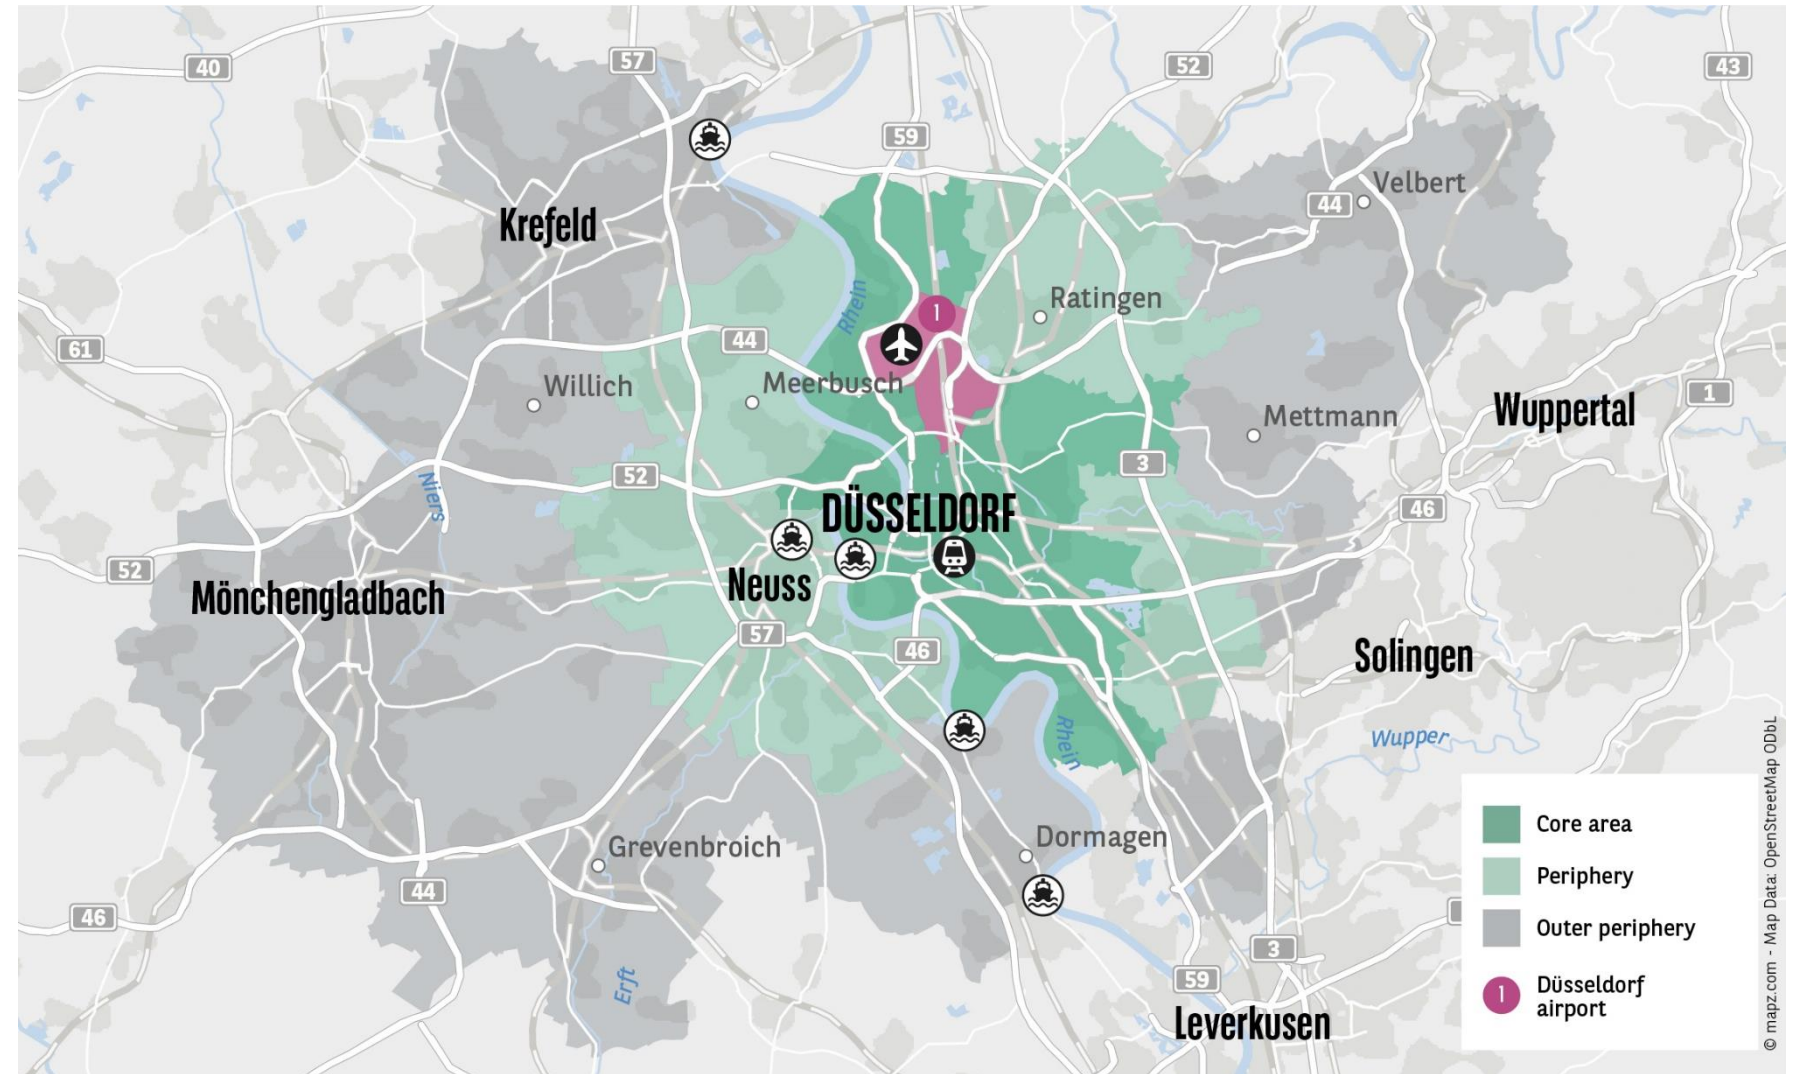 40
57
52
43
59
Velbert
44
Krefeld
Rhein
Ratingen
1
61
44
Willich
Meerbusch
1
Mettmann
Wuppertal
52
3
Niers
DÜSSELDORF
46
52
Neuss
Mönchengladbach
57
46
Solingen
Rhein
Wupper
Core area
Dormagen
Grevenbroich
Periphery
44
46
Outer periphery
3
59
Erft
1
Düsseldorf
airport
Leverkusen
© mapz.com - Map Data: OpenStreetMap ODbL